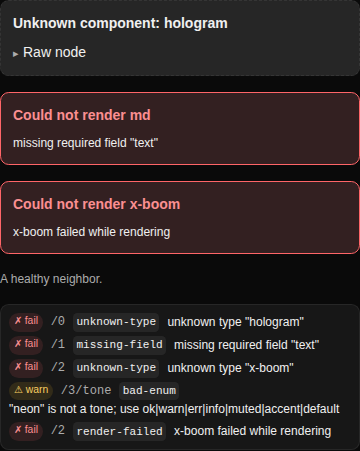 Unknown component: hologram
▸ Raw node
Could not render md
missing required field "text"
Could not render x-boom
x-boom failed while rendering
A healthy neighbor.
✗ fail /0 unknown-type unknown type "hologram"
✗ fail /1 missing-field missing required field "text"
✗ fail /2 unknown-type unknown type "x-boom"
⚠ warn /3/tone bad-enum
"neon" is not a tone; use ok|warn|err|info|muted|accent|default
✗ fail /2 render-failed x-boom failed while rendering